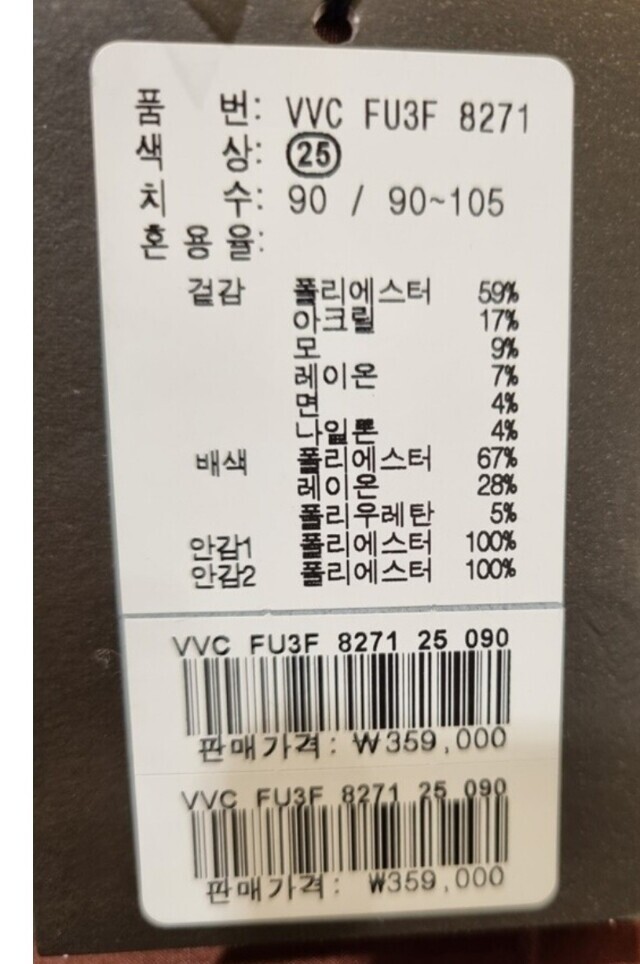 품 번: VVC FU3F 8271
색 상: 25
치 수: 90 / 90~105
혼 용 율:
겉감 폴리에스터 59%
아크릴 17%
모 9%
레이온 7%
면 4%
나일론 4%
배색 폴리에스터 67%
레이온 28%
폴리우레탄 5%
안감1 폴리에스터 100%
안감2 폴리에스터 100%
VVC FU3F 8271 25 090
판매가격: ₩359,000
VVC FU3F 8271 25 090
판매가격: ₩359,000